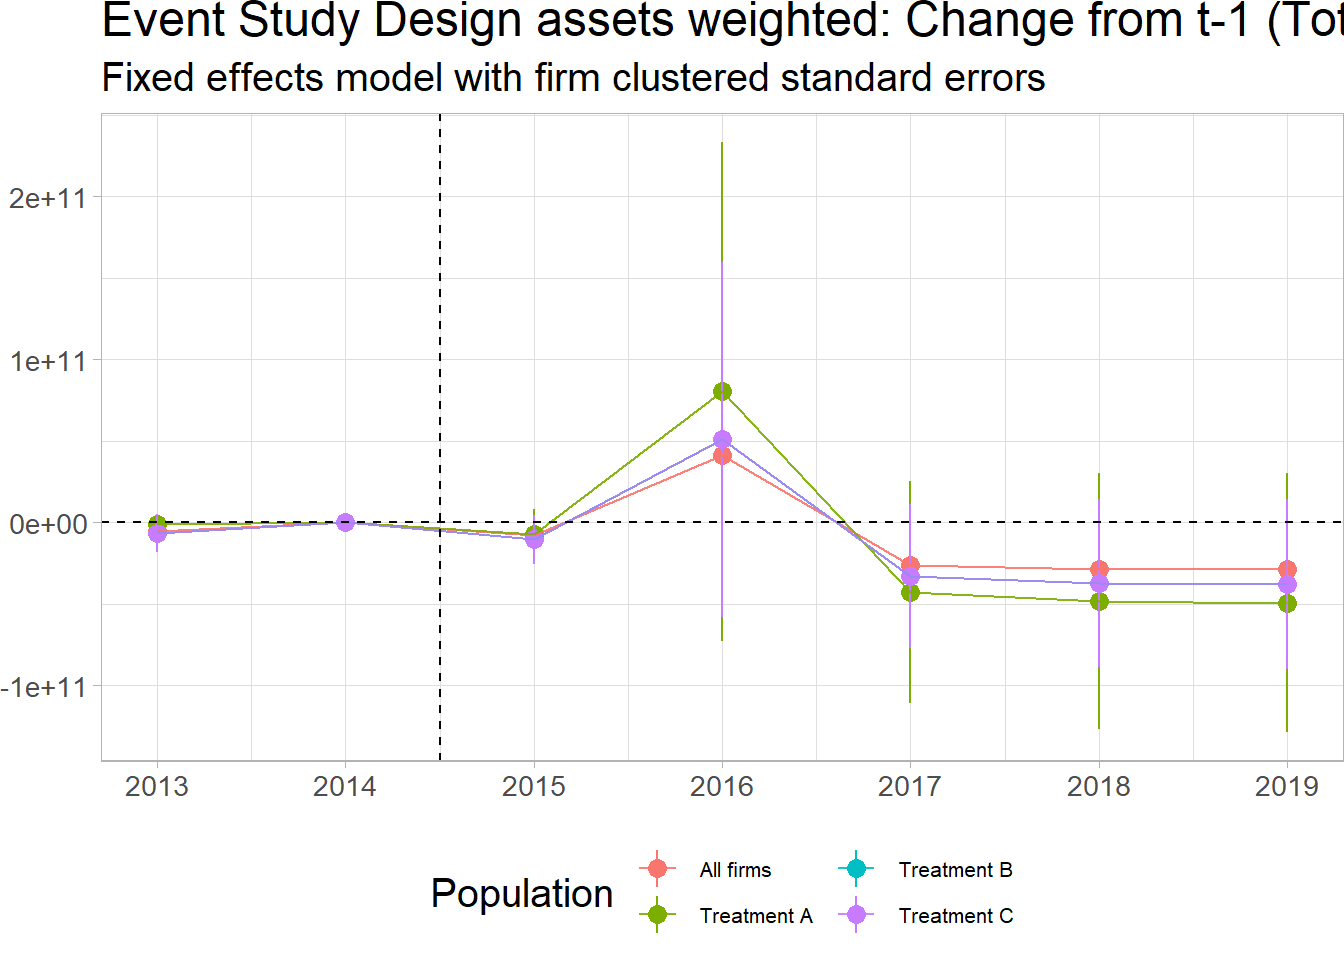 Event Study Design assets weighted: Change from t-1 (Tot
Fixed effects model with firm clustered standard errors
2e+11
1e+11
0e+00
-1e+11
2013 2014 2015 2016 2017 2018 2019
Population
All firms
Treatment B
Treatment A
Treatment C